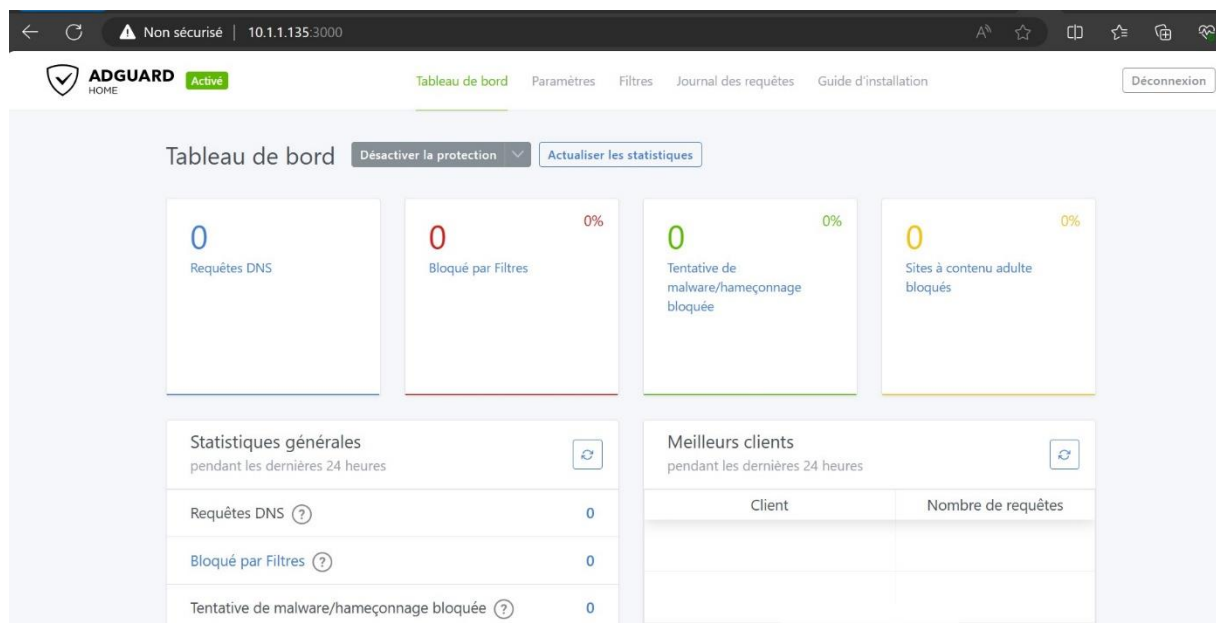 Non sécurisé | 10.1.1.135:3000
ADGUARD
HOME
Activé
Tableau de bord Paramètres Filtres Journal des requêtes Guide d'installation
Déconnexion
Tableau de bord
Désactiver la protection
Actualiser les statistiques
0
Requêtes DNS
0%
0
Bloqué par Filtres
0%
0
Tentative de
malware/hameçonnage
bloquée
0%
0
Sites à contenu adulte
bloqués
Statistiques générales
pendant les dernières 24 heures
Requêtes DNS ? 0
Bloqué par Filtres ? 0
Tentative de malware/hameçonnage bloquée ? 0
Meilleurs clients
pendant les dernières 24 heures
Client Nombre de requêtes